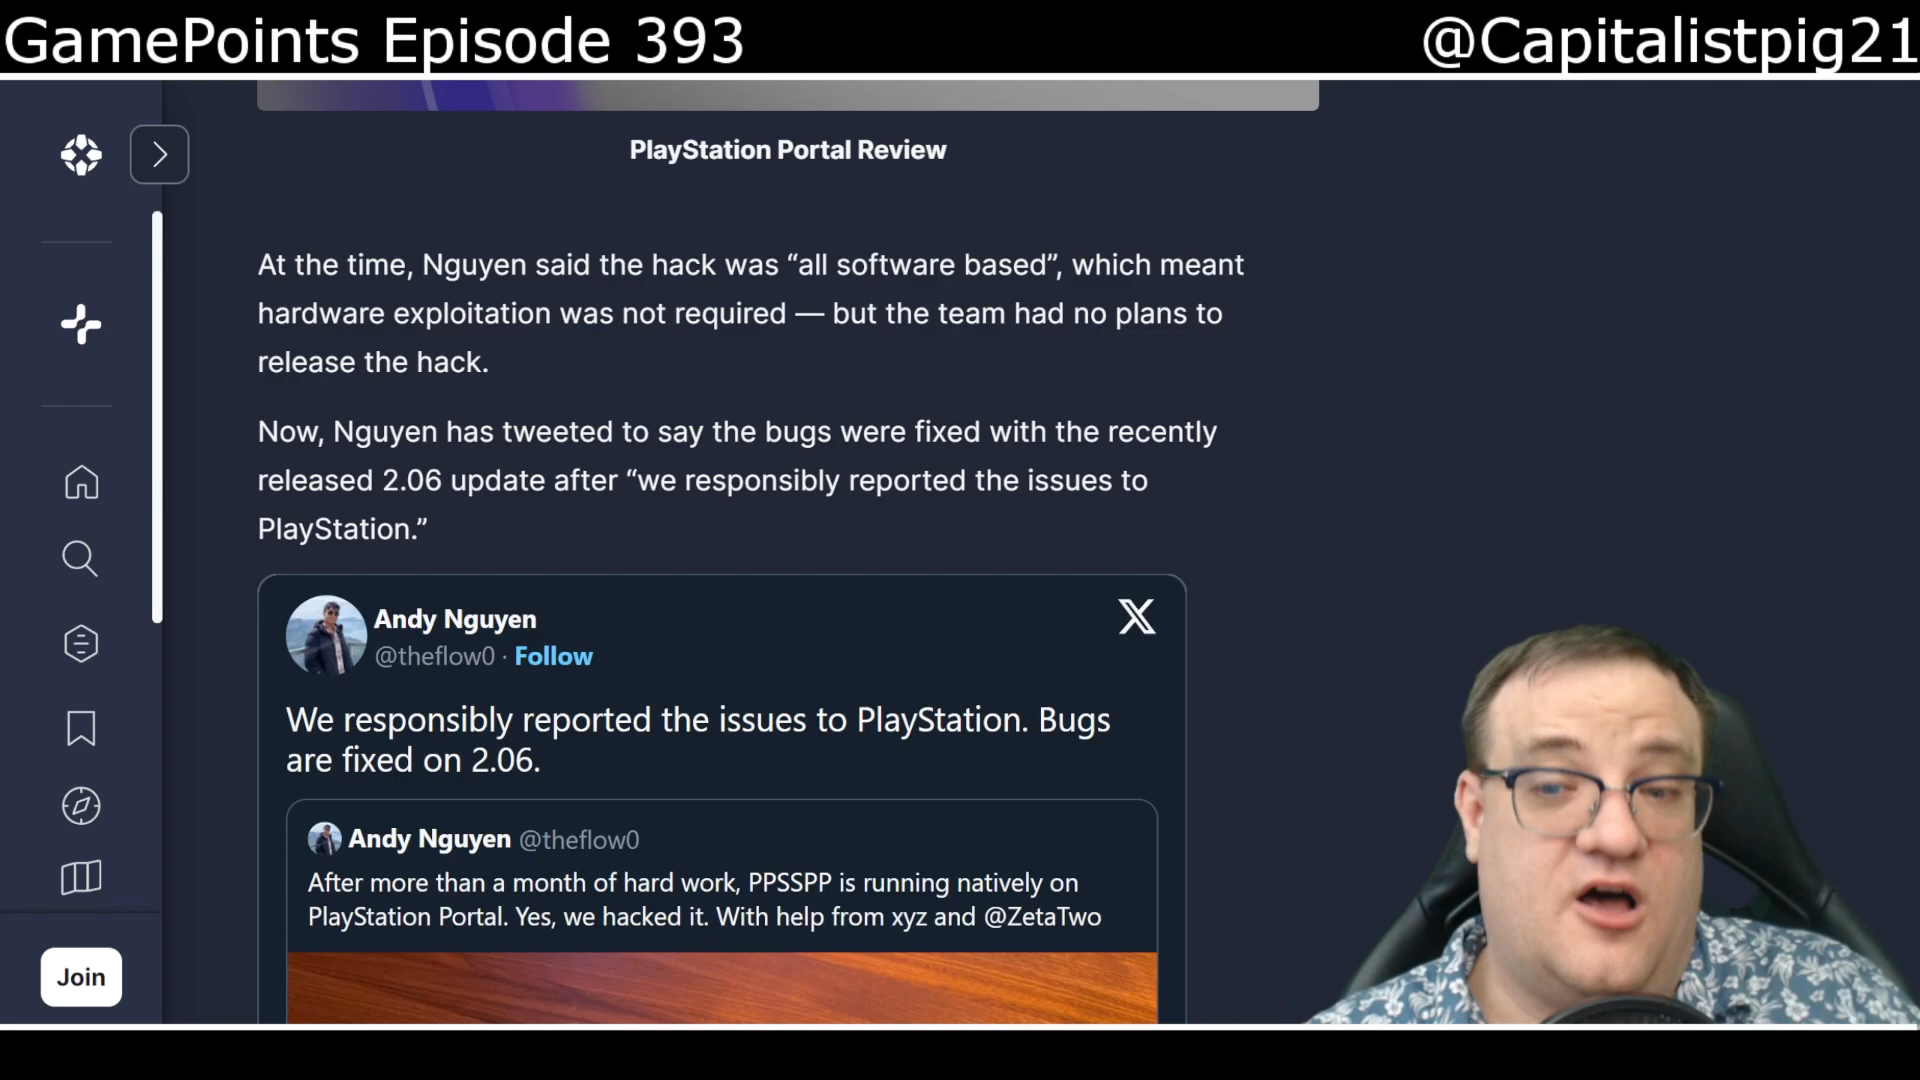 GamePoints Episode 393
@Capitalistpig21
PlayStation Portal Review
At the time, Nguyen said the hack was “all software based”, which meant
hardware exploitation was not required — but the team had no plans to
release the hack.
Now, Nguyen has tweeted to say the bugs were fixed with the recently
released 2.06 update after “we responsibly reported the issues to
PlayStation.”
Andy Nguyen
@theflow0 · Follow
We responsibly reported the issues to PlayStation. Bugs
are fixed on 2.06.
Andy Nguyen @theflow0
After more than a month of hard work, PPSSPP is running natively on
PlayStation Portal. Yes, we hacked it. With help from xyz and @ZetaTwo
Join